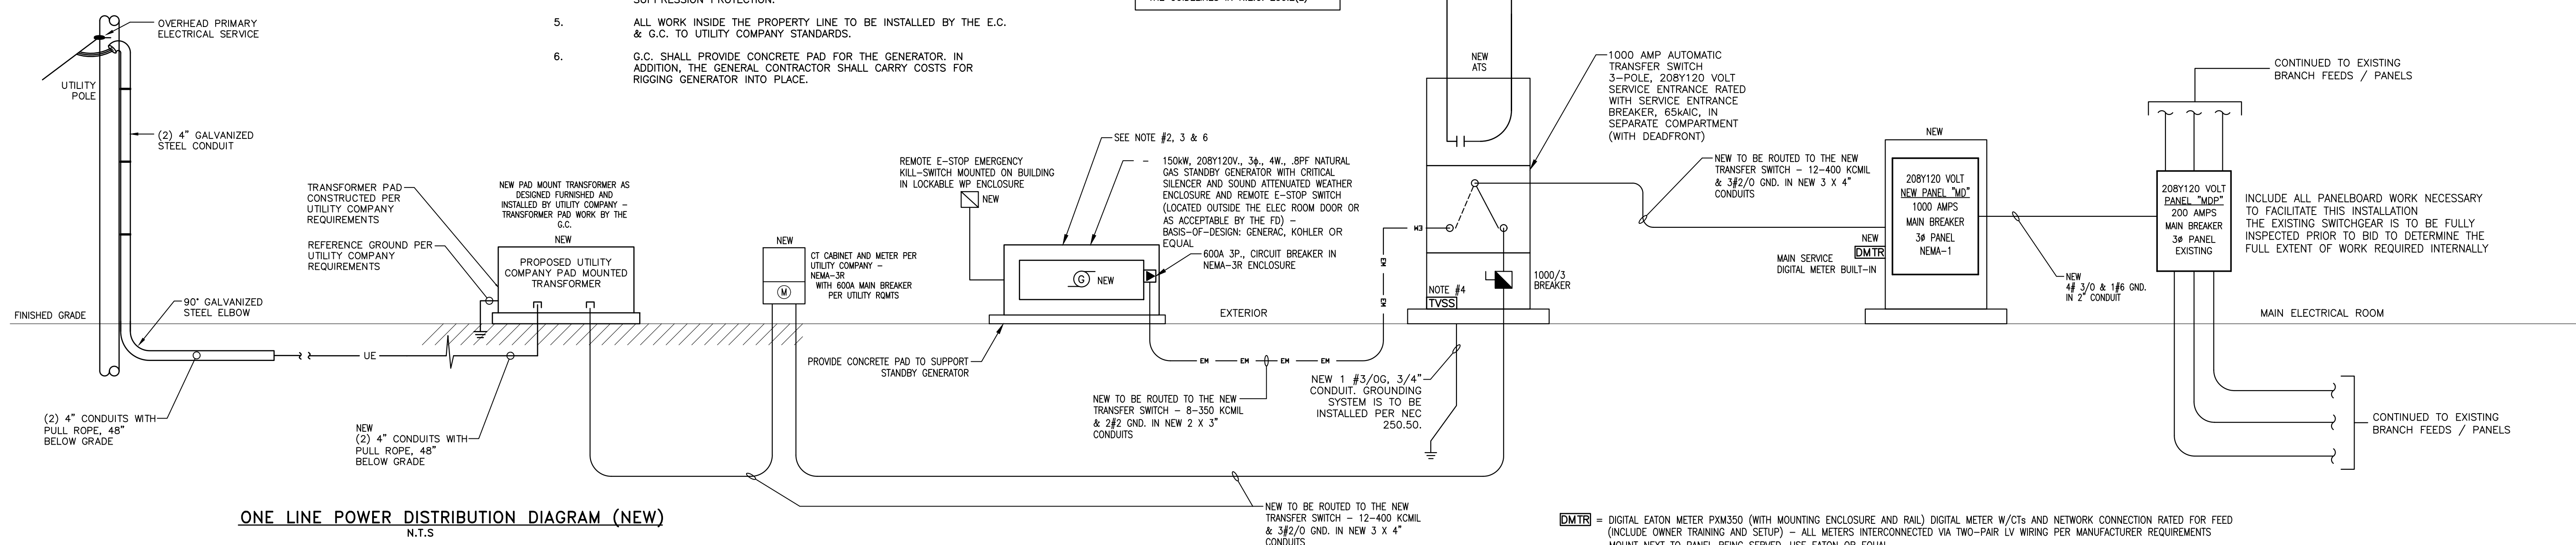 SUPPRESSION PROTECTION.
5. ALL WORK INSIDE THE PROPERTY LINE TO BE INSTALLED BY THE E.C.
& G.C. TO UTILITY COMPANY STANDARDS.
6. G.C. SHALL PROVIDE CONCRETE PAD FOR THE GENERATOR. IN
ADDITION, THE GENERAL CONTRACTOR SHALL CARRY COSTS FOR
RIGGING GENERATOR INTO PLACE.
OVERHEAD PRIMARY
ELECTRICAL SERVICE
UTILITY
POLE
(2) 4" GALVANIZED
STEEL CONDUIT
TRANSFORMER PAD
CONSTRUCTED PER
UTILITY COMPANY
REQUIREMENTS
REFERENCE GROUND PER
UTILITY COMPANY
REQUIREMENTS
90° GALVANIZED
STEEL ELBOW
FINISHED GRADE
UE
(2) 4" CONDUITS WITH
PULL ROPE, 48"
BELOW GRADE
NEW
(2) 4" CONDUITS WITH
PULL ROPE, 48"
BELOW GRADE
NEW PAD MOUNT TRANSFORMER AS
DESIGNED FURNISHED AND
INSTALLED BY UTILITY COMPANY -
TRANSFORMER PAD WORK BY THE
G.C.
NEW
PROPOSED UTILITY
COMPANY PAD MOUNTED
TRANSFORMER
NEW
M
CT CABINET AND METER PER
UTILITY COMPANY -
NEMA-3R
WITH 600A MAIN BREAKER
PER UTILITY RQMTS
REMOTE E-STOP EMERGENCY
KILL-SWITCH MOUNTED ON BUILDING
IN LOCKABLE WP ENCLOSURE
NEW
SEE NOTE #2, 3 & 6
- 150kW, 208Y120V., 3ϕ., 4W., .8PF NATURAL
GAS STANDBY GENERATOR WITH CRITICAL
SILENCER AND SOUND ATTENUATED WEATHER
ENCLOSURE AND REMOTE E-STOP SWITCH
(LOCATED OUTSIDE THE ELEC ROOM DOOR OR
AS ACCEPTABLE BY THE FD) -
BASIS-OF-DESIGN: GENERAC, KOHLER OR
EQUAL
600A 3P., CIRCUIT BREAKER IN
NEMA-3R ENCLOSURE
G NEW
EXTERIOR
PROVIDE CONCRETE PAD TO SUPPORT
STANDBY GENERATOR
EM EM EM EM
EM
EM
EM
NEW TO BE ROUTED TO THE NEW
TRANSFER SWITCH - 8-350 KCMIL
& 2#2 GND. IN NEW 2 X 3"
CONDUITS
NEW
ATS
1000 AMP AUTOMATIC
TRANSFER SWITCH
3-POLE, 208Y120 VOLT
SERVICE ENTRANCE RATED
WITH SERVICE ENTRANCE
BREAKER, 65kAIC, IN
SEPARATE COMPARTMENT
(WITH DEADFRONT)
NOTE #4
TVSS
1000/3
BREAKER
NEW 1 #3/0G, 3/4"
CONDUIT. GROUNDING
SYSTEM IS TO BE
INSTALLED PER NEC
250.50.
NEW TO BE ROUTED TO THE NEW
TRANSFER SWITCH - 12-400 KCMIL
& 3#2/0 GND. IN NEW 3 X 4"
CONDUITS
NEW TO BE ROUTED TO THE NEW
TRANSFER SWITCH - 12-400 KCMIL
& 3#2/0 GND. IN NEW 3 X 4"
CONDUITS
NEW
208Y120 VOLT
NEW PANEL "MD"
1000 AMPS
MAIN BREAKER
3ø PANEL
NEMA-1
NEW
DMTR
MAIN SERVICE
DIGITAL METER BUILT-IN
NEW
4# 3/0 & 1#6 GND.
IN 2" CONDUIT
CONTINUED TO EXISTING
BRANCH FEEDS / PANELS
208Y120 VOLT
PANEL "MDP"
200 AMPS
MAIN BREAKER
3ø PANEL
EXISTING
INCLUDE ALL PANELBOARD WORK NECESSARY
TO FACILITATE THIS INSTALLATION
THE EXISTING SWITCHGEAR IS TO BE FULLY
INSPECTED PRIOR TO BID TO DETERMINE THE
FULL EXTENT OF WORK REQUIRED INTERNALLY
MAIN ELECTRICAL ROOM
CONTINUED TO EXISTING
BRANCH FEEDS / PANELS
ONE LINE POWER DISTRIBUTION DIAGRAM (NEW)
N.T.S
DMTR = DIGITAL EATON METER PXM350 (WITH MOUNTING ENCLOSURE AND RAIL) DIGITAL METER W/CTs AND NETWORK CONNECTION RATED FOR FEED
(INCLUDE OWNER TRAINING AND SETUP) - ALL METERS INTERCONNECTED VIA TWO-PAIR LV WIRING PER MANUFACTURER REQUIREMENTS
MOUNT NEXT TO PANEL BEING SERVED. USE EATON OR EQUAL